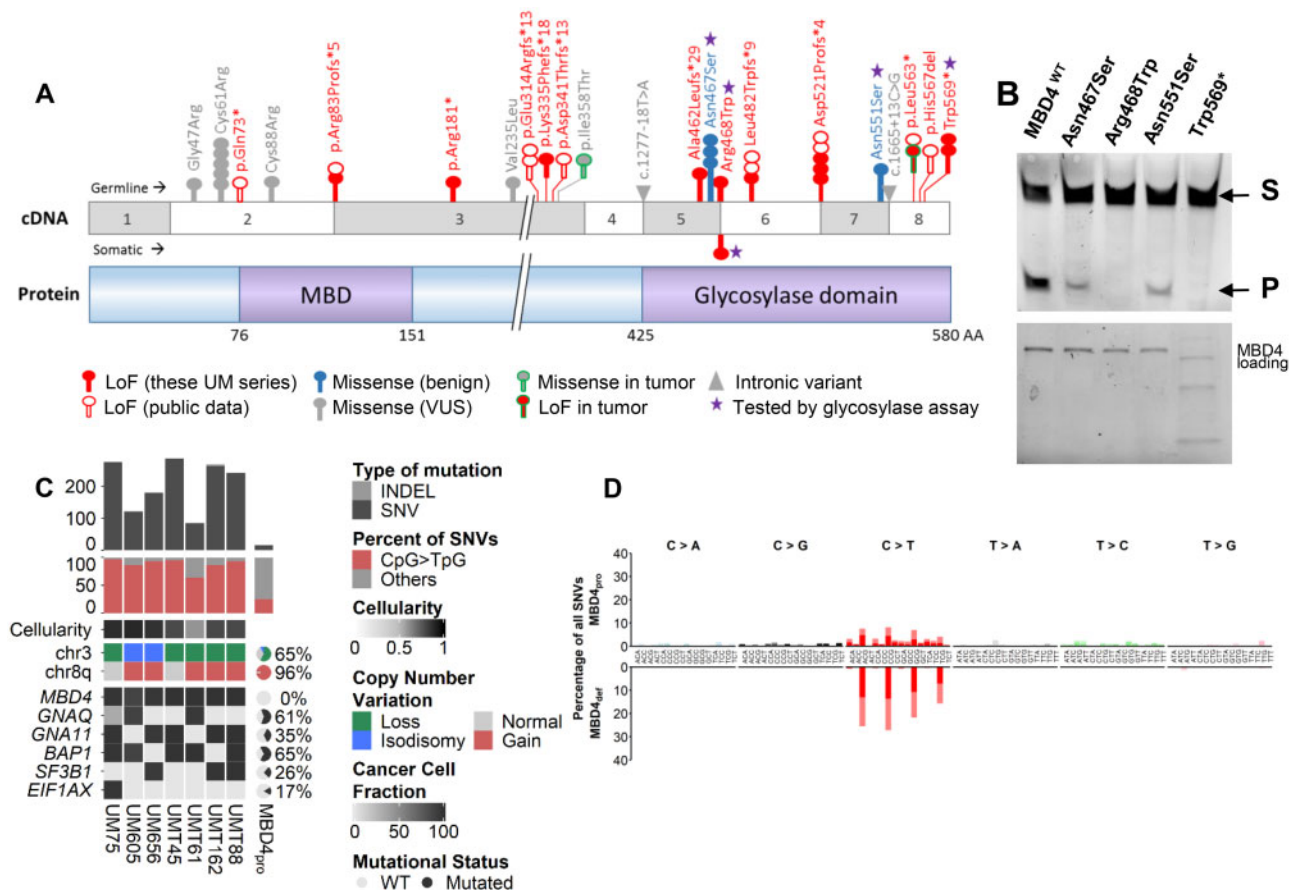 A
Germline →
Gly47Arg
Cys61Arg
p.Gln73*
Cys88Arg
p.Arg83Profs*5
p.Arg181*
Val235Leu
p.Glu314Argfs*13
p.Lys335Phefs*18
p.Asp341Thrfs*13
p.Ile358Thr
c.1277-18T>A
Ala462Leufs*29
Asn467Ser
Arg468Trp
Leu482Trpfs*9
Asp521Profs*4
Asn551Ser
c.1665+13C>G
p.Leu563*
p.His567del
Trp569*
cDNA 1 2 3 4 5 6 7 8
Somatic →
Protein MBD Glycosylase domain
76 151 425 580 AA
LoF (these UM series) Missense (benign) Missense in tumor Intronic variant
LoF (public data) Missense (VUS) LoF in tumor Tested by glycosylase assay
B
MBD4 WT
Asn467Ser
Arg468Trp
Asn551Ser
Trp569*
S
P
MBD4
loading
C
200
100
0
100
50
0
Cellularity
chr3 65%
chr8q 96%
MBD4 0%
GNAQ 61%
GNA11 35%
BAP1 65%
SF3B1 26%
EIF1AX 17%
UM75
UM605
UM656
UMT45
UMT61
UMT162
UMT88
MBD4pro
Type of mutation
INDEL
SNV
Percent of SNVs
CpG>TpG
Others
Cellularity
0 1
Copy Number
Variation
Loss Normal
Isodisomy Gain
Cancer Cell
Fraction
0 50 100
Mutational Status
WT Mutated
D
C > A C > G C > T T > A T > C T > G
Percentage of all SNVs
MBD4def MBD4pro
40
30
20
10
0
10
20
30
40